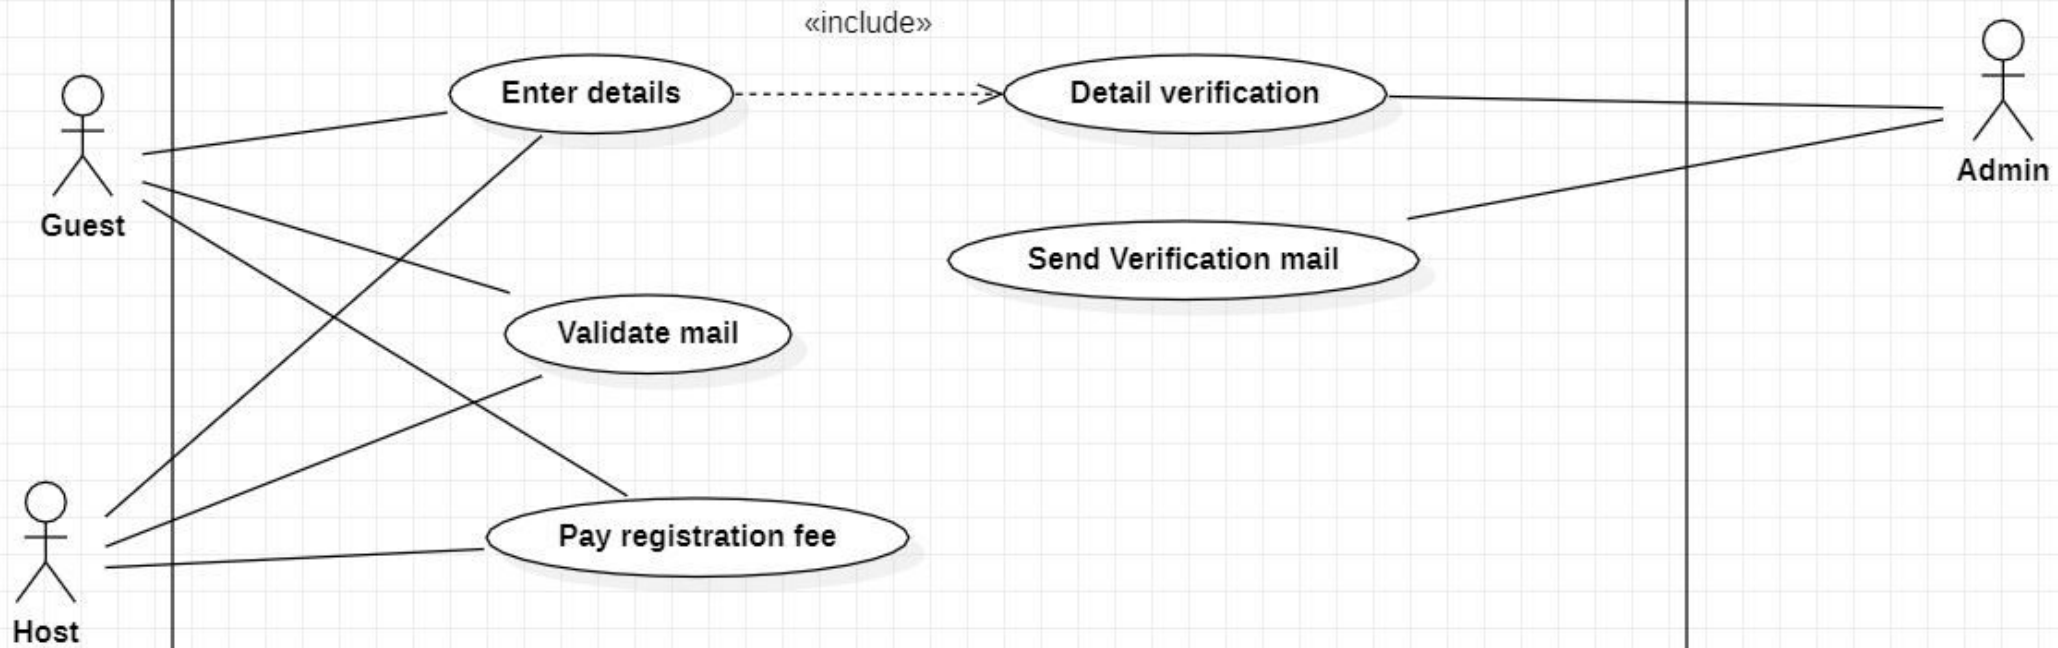 «include»
Enter details
Detail verification
Admin
Guest
Send Verification mail
Validate mail
Pay registration fee
Host